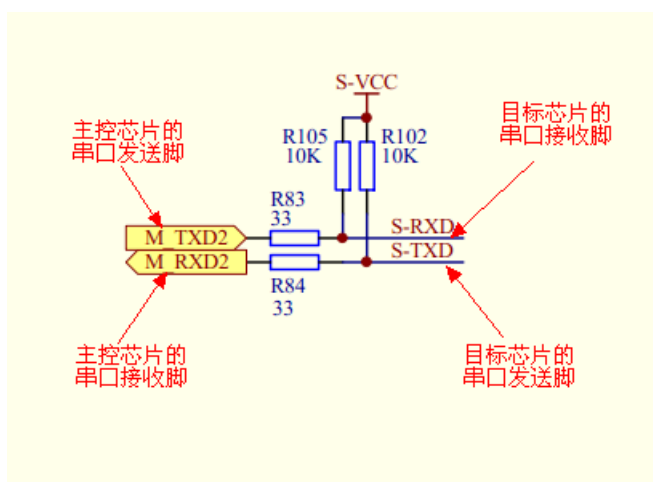 S-VCC
主控芯片的
串口发送脚
目标芯片的
串口接收脚
R105
10K
R102
10K
R83
33
M_TXD2
S-RXD
M_RXD2
S-TXD
R84
33
主控芯片的
串口接收脚
目标芯片的
串口发送脚